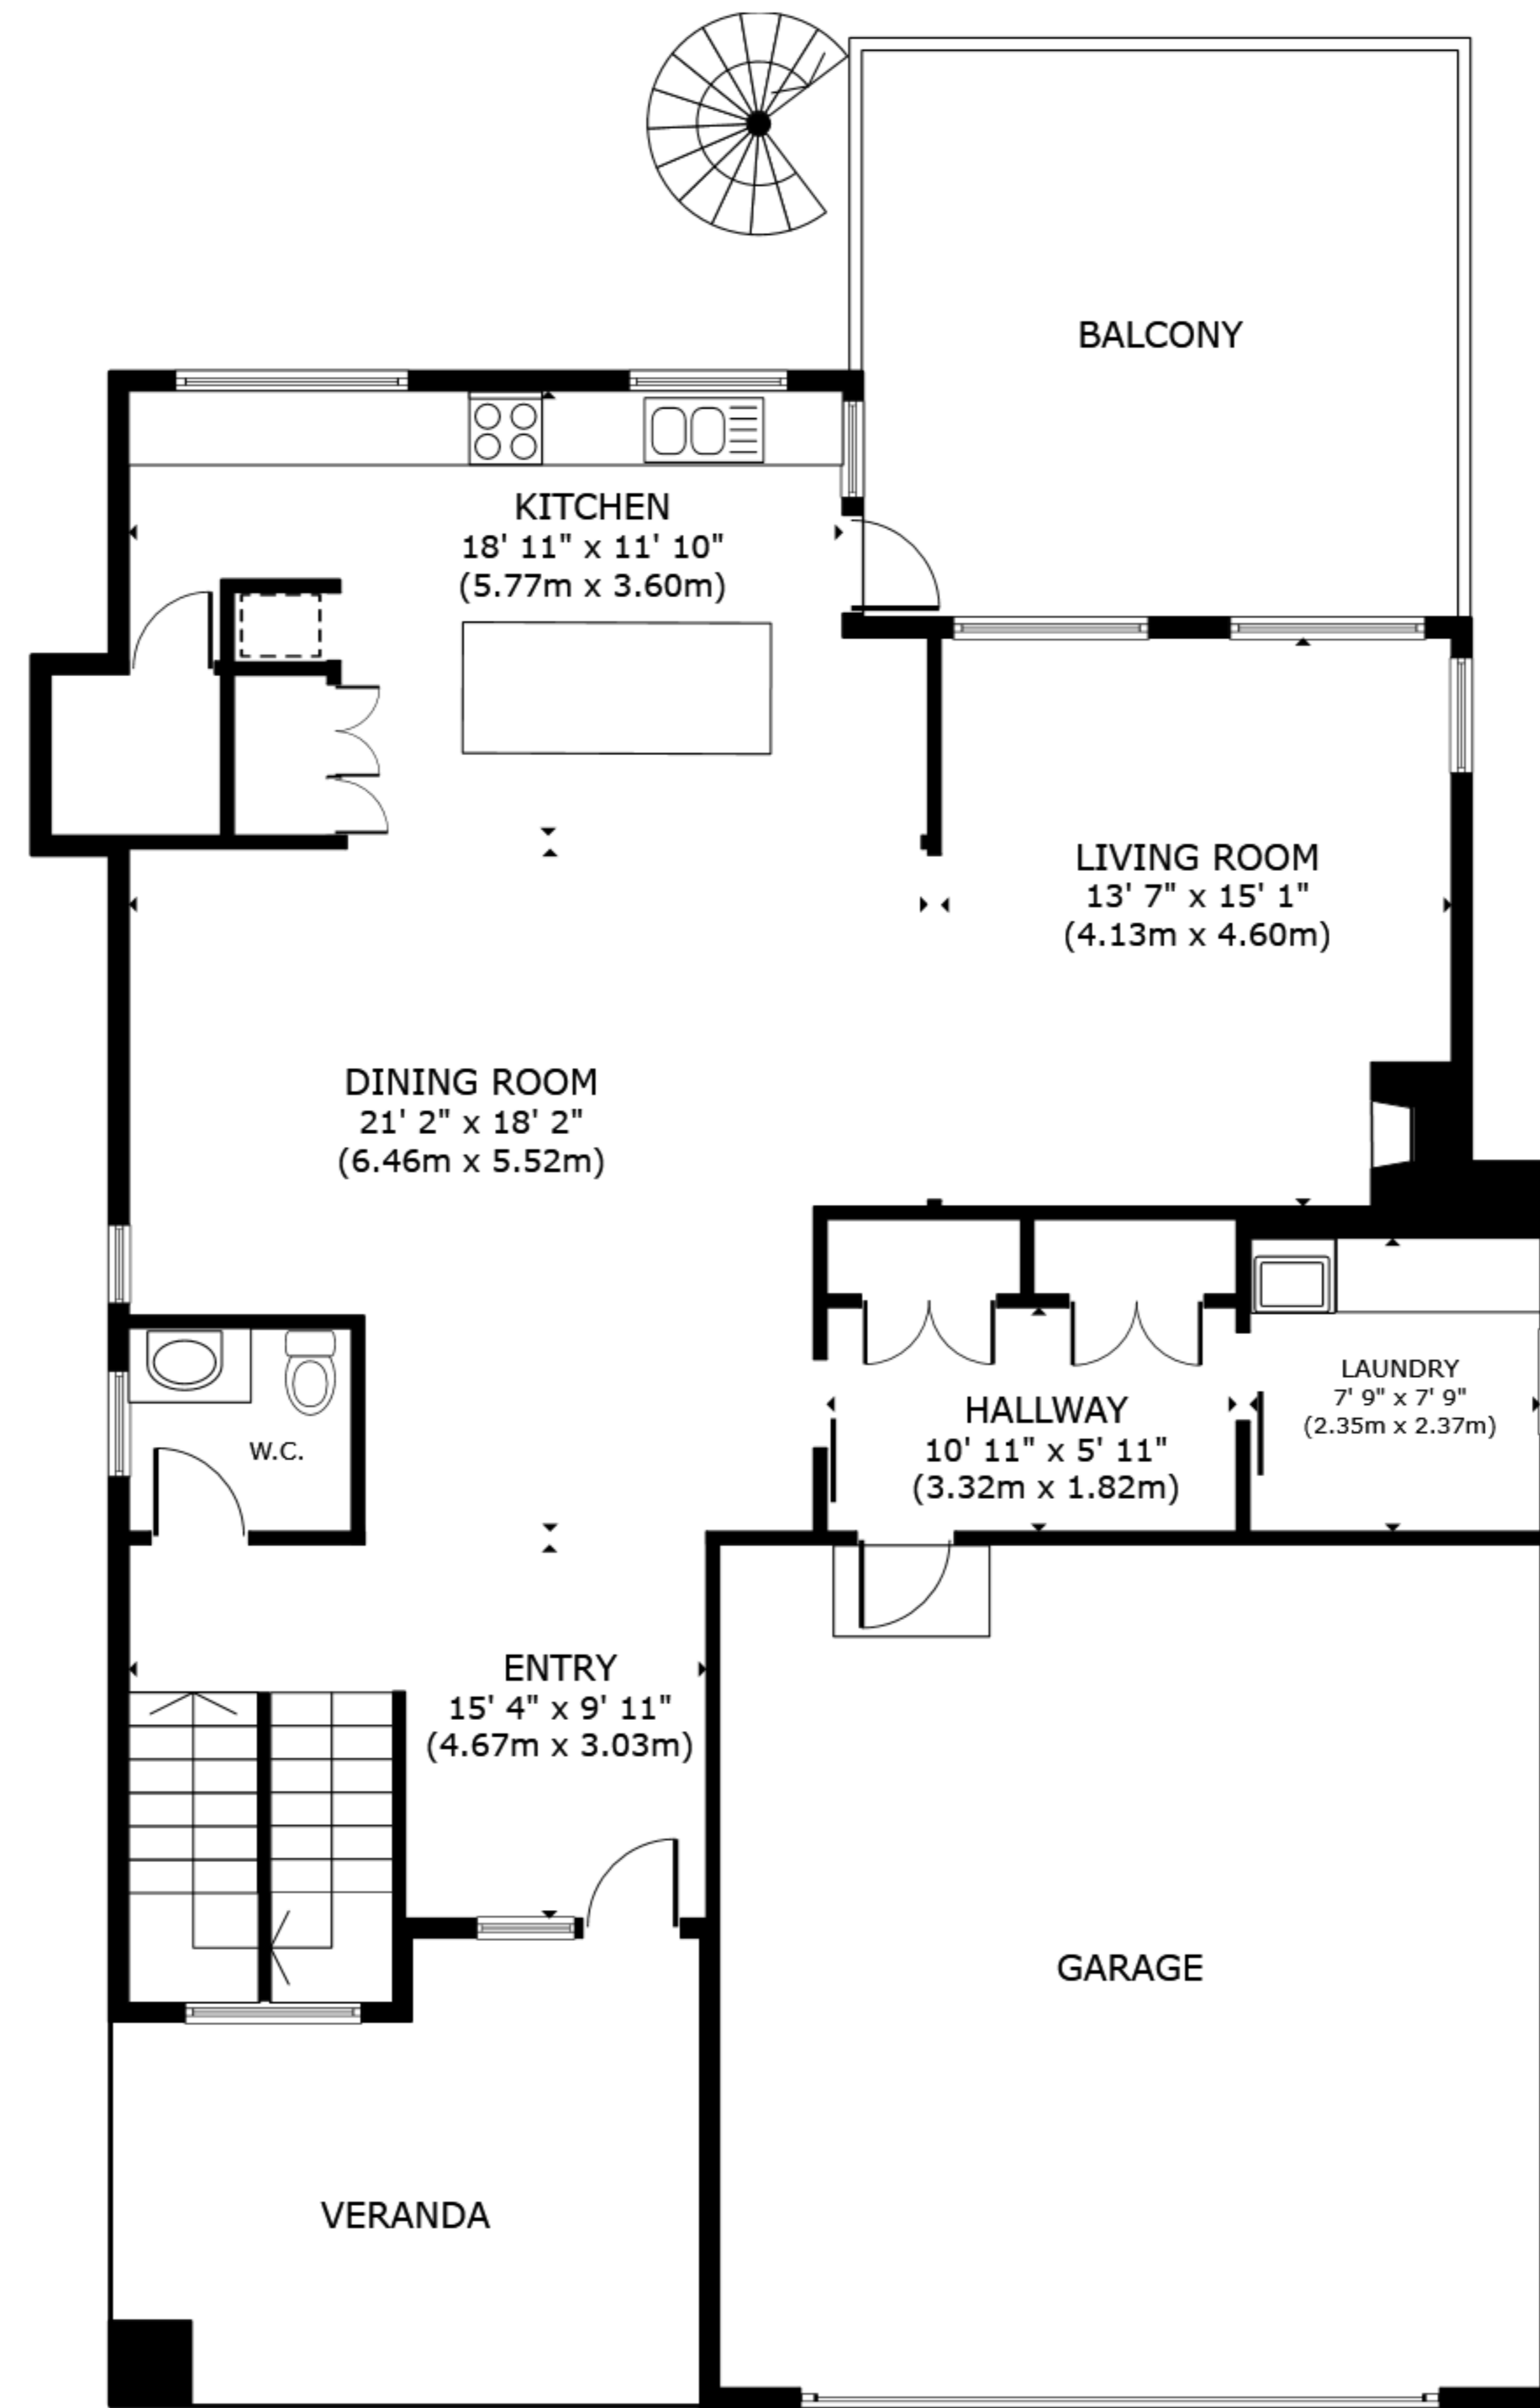 BALCONY
KITCHEN
18' 11" x 11' 10"
(5.77m x 3.60m)
LIVING ROOM
13' 7" x 15' 1"
(4.13m x 4.60m)
DINING ROOM
21' 2" x 18' 2"
(6.46m x 5.52m)
LAUNDRY
7' 9" x 7' 9"
(2.35m x 2.37m)
HALLWAY
10' 11" x 5' 11"
(3.32m x 1.82m)
W.C.
ENTRY
15' 4" x 9' 11"
(4.67m x 3.03m)
GARAGE
VERANDA